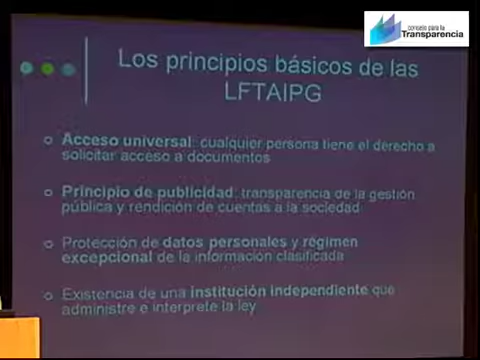 consejo para la
Transparencia
Los principios básicos de las
LFTAIPG
Acceso universal: cualquier persona tiene el derecho a
solicitar acceso a documentos
Principio de publicidad: transparencia de la gestión
pública y rendición de cuentas a la sociedad
Protección de datos personales y régimen
excepcional de la información clasificada
Existencia de una institución independiente que
administre e interprete la ley